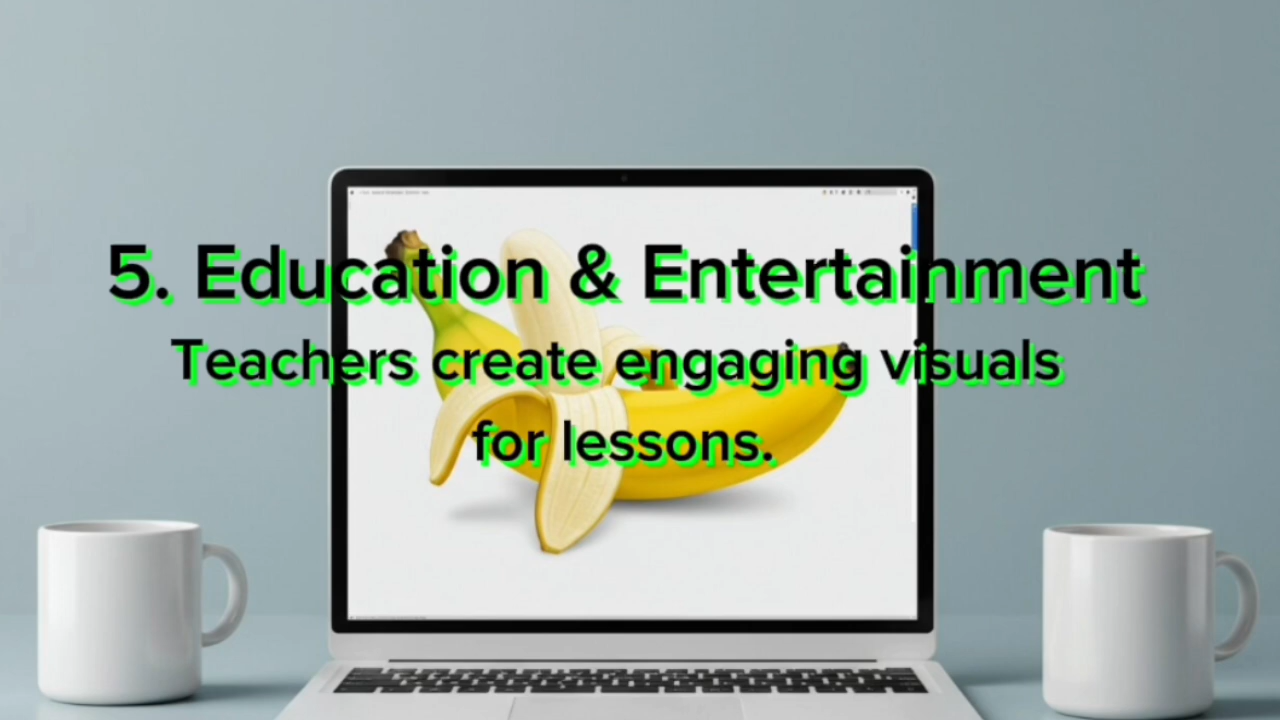 5. Education & Entertainment
Teachers create engaging visuals
for lessons.